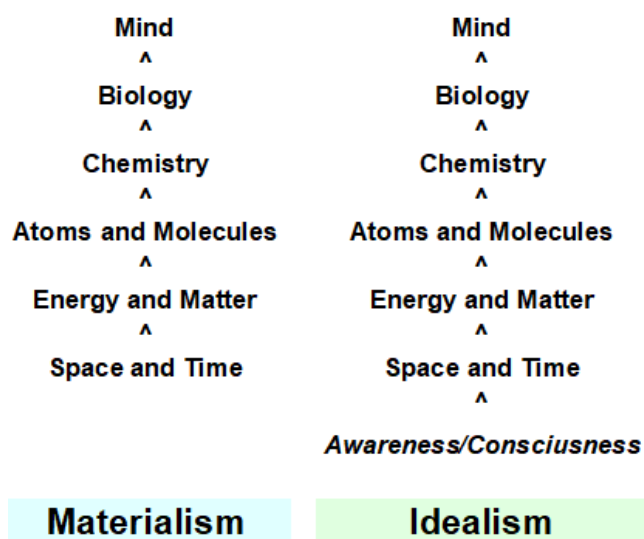 Mind
^
Biology
^
Chemistry
^
Atoms and Molecules
^
Energy and Matter
^
Space and Time
Materialism
Mind
^
Biology
^
Chemistry
^
Atoms and Molecules
^
Energy and Matter
^
Space and Time
^
Awareness/Consciusness
Idealism